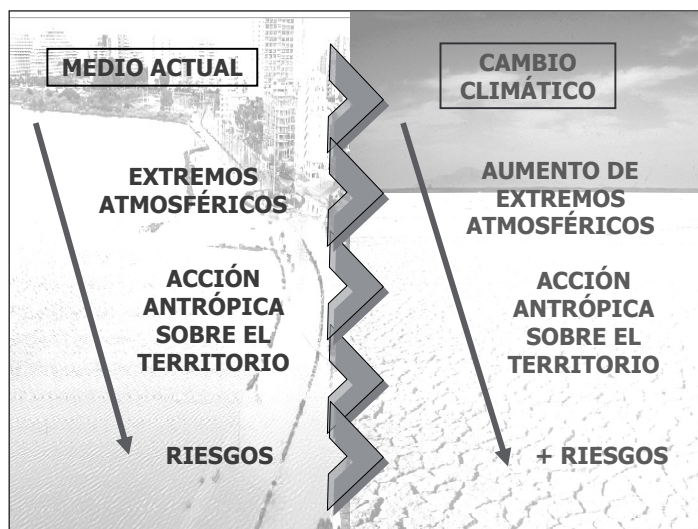 MEDIO ACTUAL
EXTREMOS
ATMOSFÉRICOS
ACCIÓN
ANTRÓPICA
SOBRE EL
TERRITORIO
RIESGOS
CAMBIO
CLIMÁTICO
AUMENTO DE
EXTREMOS
ATMOSFÉRICOS
ACCIÓN
ANTRÓPICA
SOBRE EL
TERRITORIO
+ RIESGOS